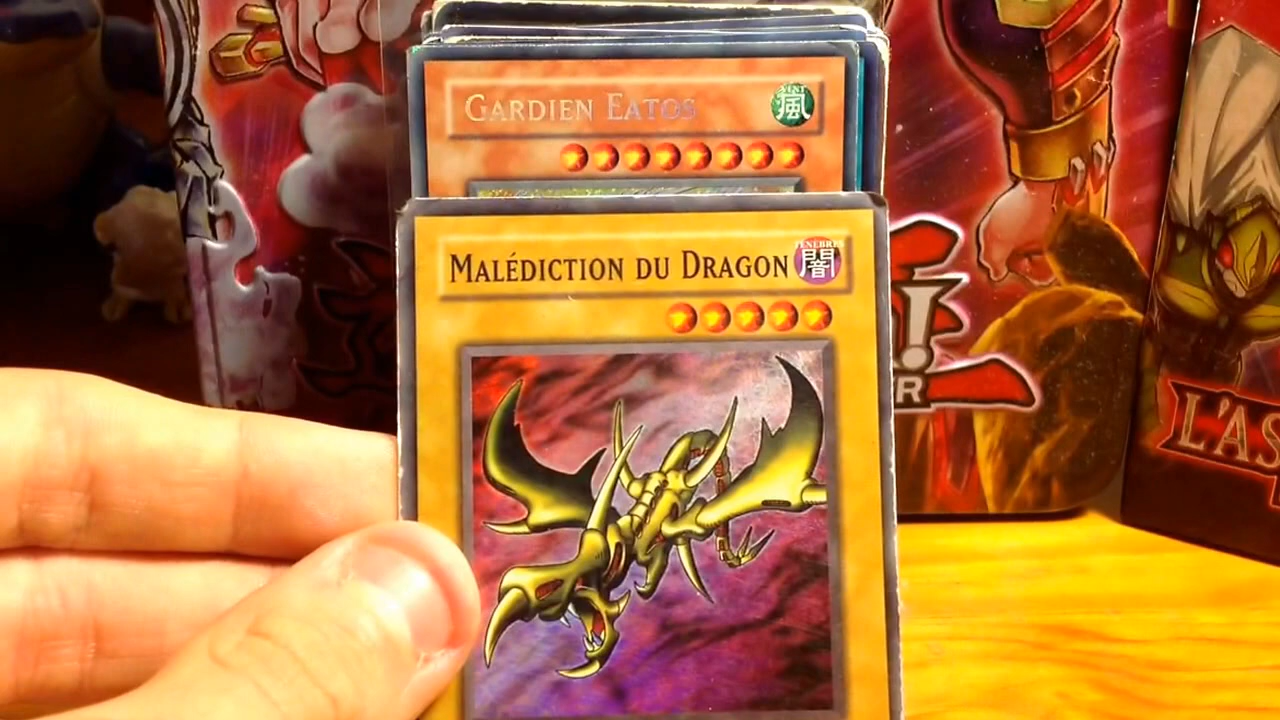 GARDIEN EATOS
VENT
風
MALÉDICTION DU DRAGON
TÉNÈBRES
闇
!
R
L'AS